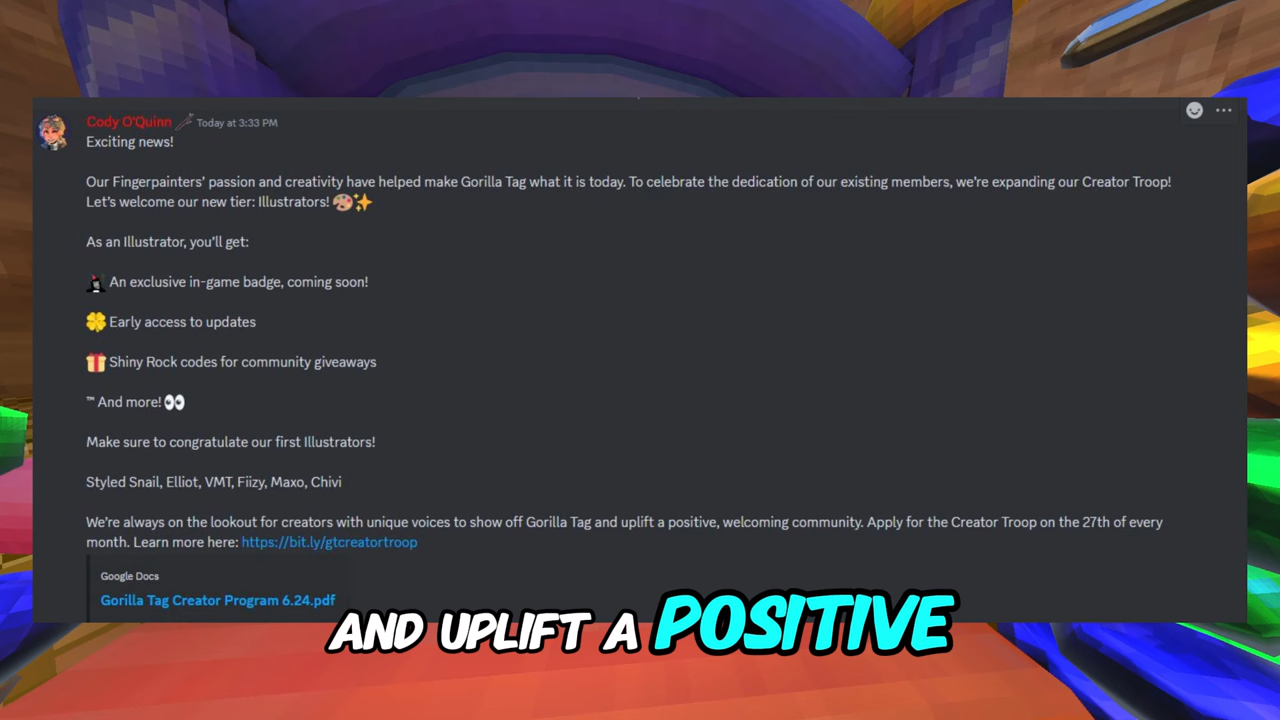 Cody O'Quinn Today at 3:33 PM
Exciting news!
Our Fingerpainters' passion and creativity have helped make Gorilla Tag what it is today. To celebrate the dedication of our existing members, we're expanding our Creator Troop!
Let's welcome our new tier: Illustrators! 🎨✨
As an Illustrator, you'll get:
An exclusive in-game badge, coming soon!
🍀 Early access to updates
🎁 Shiny Rock codes for community giveaways
™ And more! 👀
Make sure to congratulate our first Illustrators!
Styled Snail, Elliot, VMT, Fiizy, Maxo, Chivi
We're always on the lookout for creators with unique voices to show off Gorilla Tag and uplift a positive, welcoming community. Apply for the Creator Troop on the 27th of every
month. Learn more here: https://bit.ly/gtcreatortroop
Google Docs
Gorilla Tag Creator Program 6.24.pdf
AND UPLIFT A POSITIVE